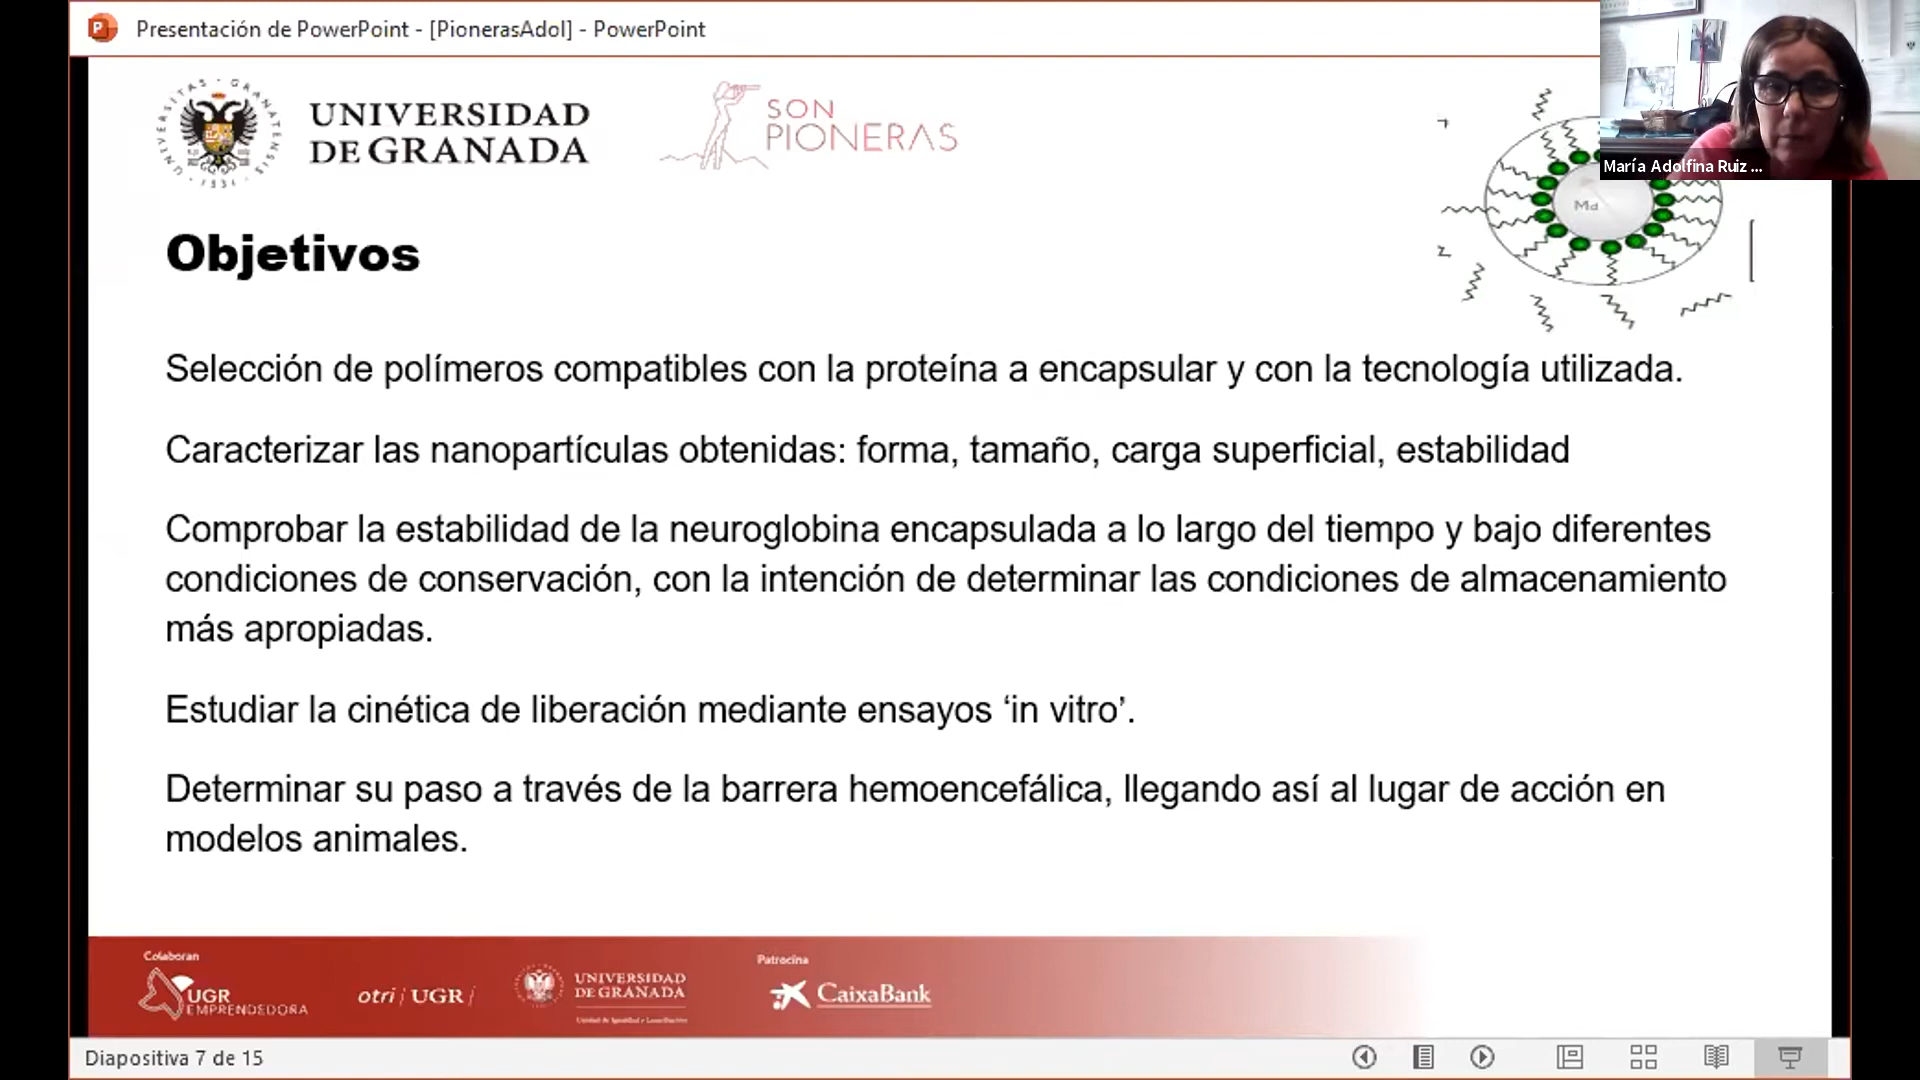 Presentación de PowerPoint - [PionerasAdol] - PowerPoint
UNIVERSITAS · GRANATENSIS · 1531 ·
UNIVERSIDAD
DE GRANADA
SON
PIONERAS
Md
María Adolfina Ruiz ...
Objetivos
Selección de polímeros compatibles con la proteína a encapsular y con la tecnología utilizada.
Caracterizar las nanopartículas obtenidas: forma, tamaño, carga superficial, estabilidad
Comprobar la estabilidad de la neuroglobina encapsulada a lo largo del tiempo y bajo diferentes
condiciones de conservación, con la intención de determinar las condiciones de almacenamiento
más apropiadas.
Estudiar la cinética de liberación mediante ensayos ‘in vitro’.
Determinar su paso a través de la barrera hemoencefálica, llegando así al lugar de acción en
modelos animales.
Colaboran
UGR
EMPRENDEDORA
otri/UGR/
UNIVERSIDAD
DE GRANADA
Patrocina
CaixaBank
Diapositiva 7 de 15